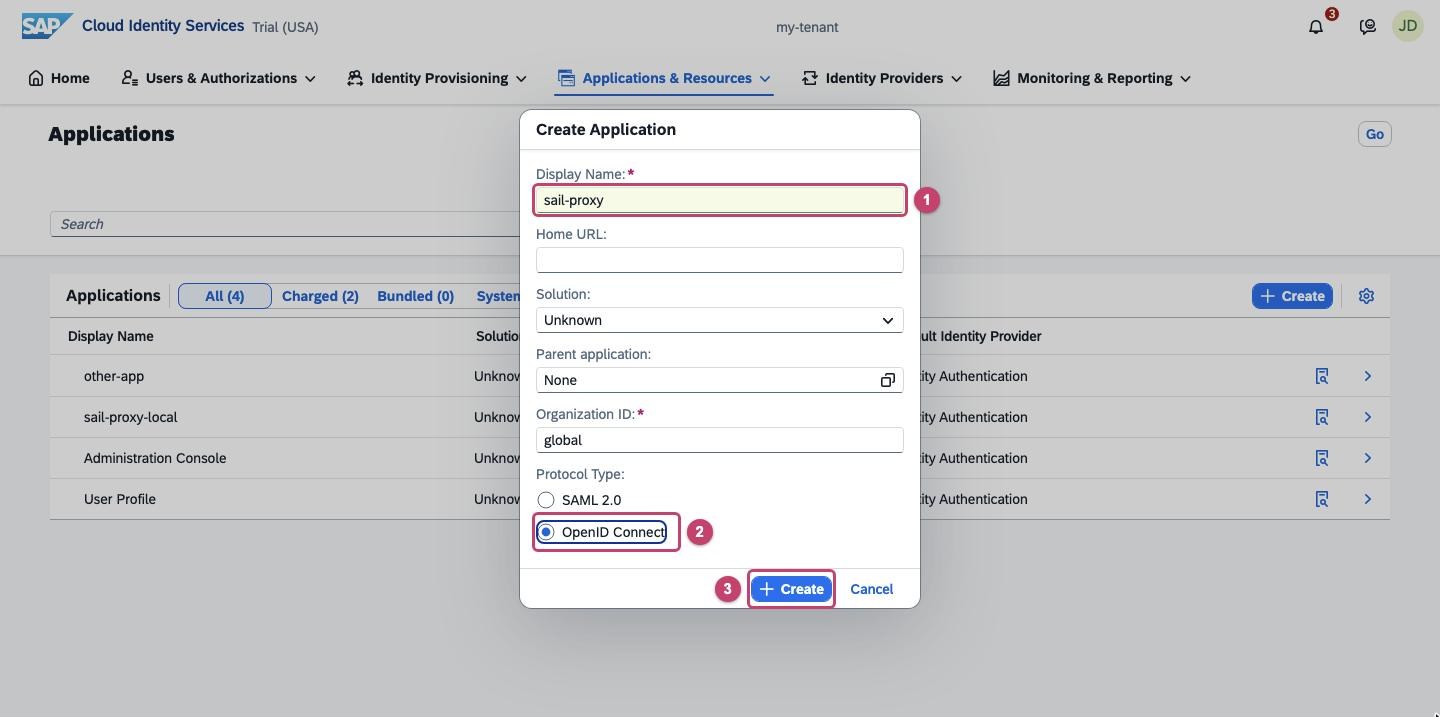 SAP Cloud Identity Services Trial (USA)
my-tenant
3
JD
Home
Users & Authorizations
Identity Provisioning
Applications & Resources
Identity Providers
Monitoring & Reporting
Applications
Go
Search
Applications
All (4)
Charged (2)
Bundled (0)
System
Create
Display Name
Solution
ult Identity Provider
other-app
Unknow
ity Authentication
sail-proxy-local
Unknow
ity Authentication
Administration Console
Unknow
ity Authentication
User Profile
Unknow
ity Authentication
Create Application
Display Name:*
sail-proxy
1
Home URL:
Solution:
Unknown
Parent application:
None
Organization ID:*
global
Protocol Type:
SAML 2.0
OpenID Connect
2
3
Create
Cancel